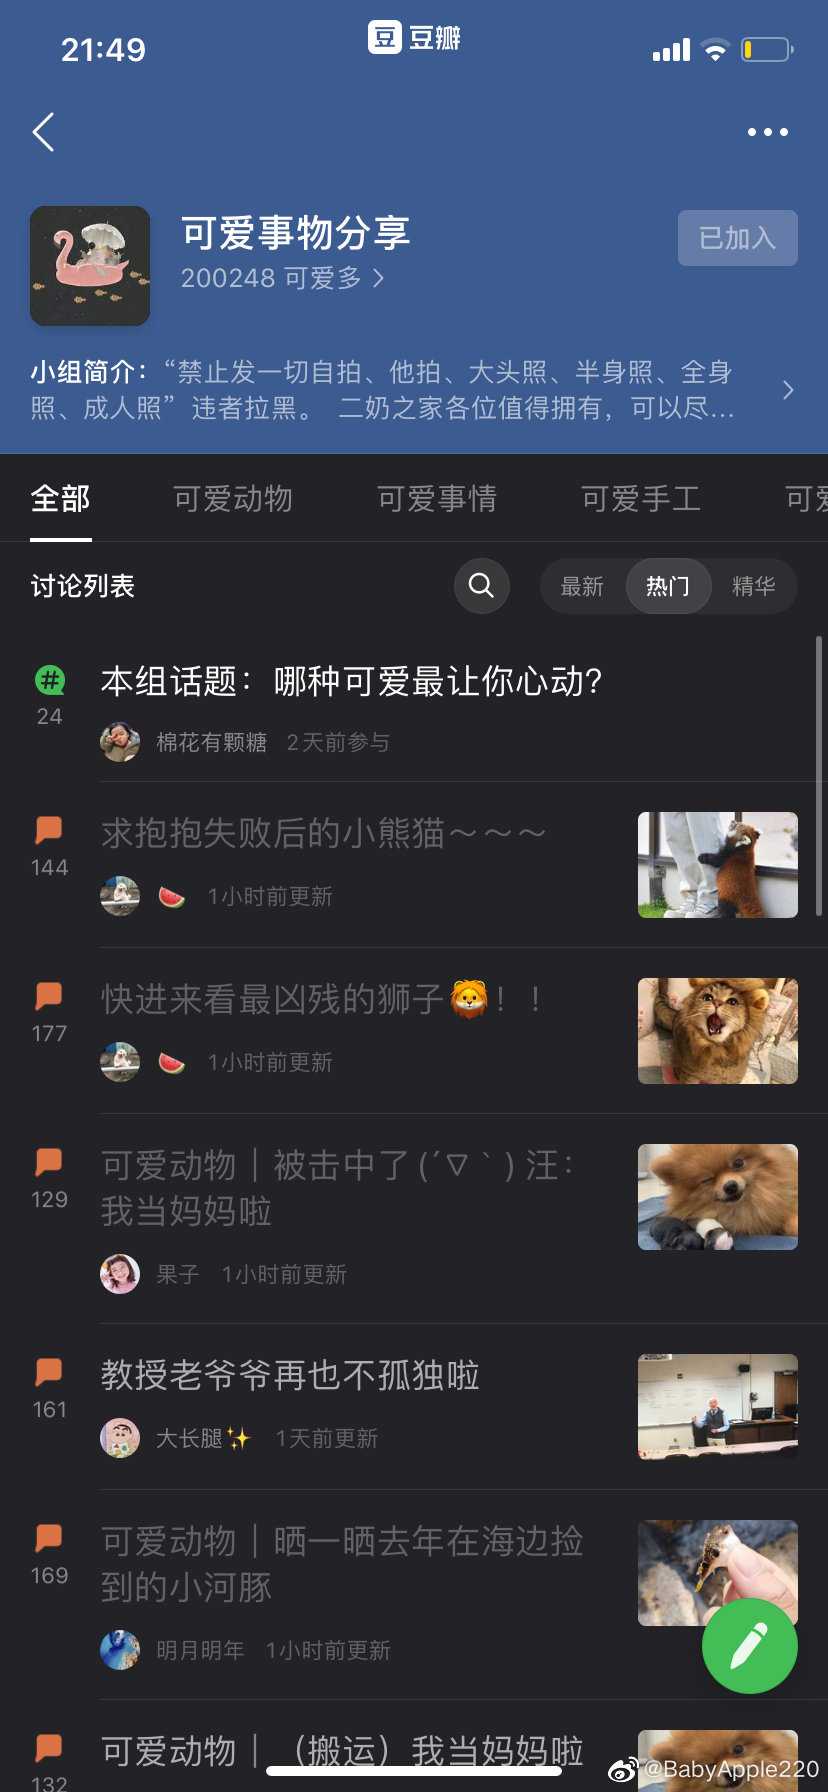 21:49
豆 豆瓣
可爱事物分享
200248 可爱多
已加入
小组简介：“禁止发一切自拍、他拍、大头照、半身照、全身
照、成人照”违者拉黑。 二奶之家各位值得拥有，可以尽...
全部
可爱动物
可爱事情
可爱手工
可爱
讨论列表
最新
热门
精华
本组话题：哪种可爱最让你心动？
24
棉花有颗糖 2天前参与
求抱抱失败后的小熊猫～～～
144
🍉 1小时前更新
快进来看最凶残的狮子🦁！！
177
🍉 1小时前更新
可爱动物｜被击中了(´▽｀)汪：
我当妈妈啦
129
果子 1小时前更新
教授老爷爷再也不孤独啦
161
大长腿✨ 1天前更新
可爱动物｜晒一晒去年在海边捡
到的小河豚
169
明月明年 1小时前更新
可爱动物｜（搬运）我当妈妈啦
132
@BabyApple220